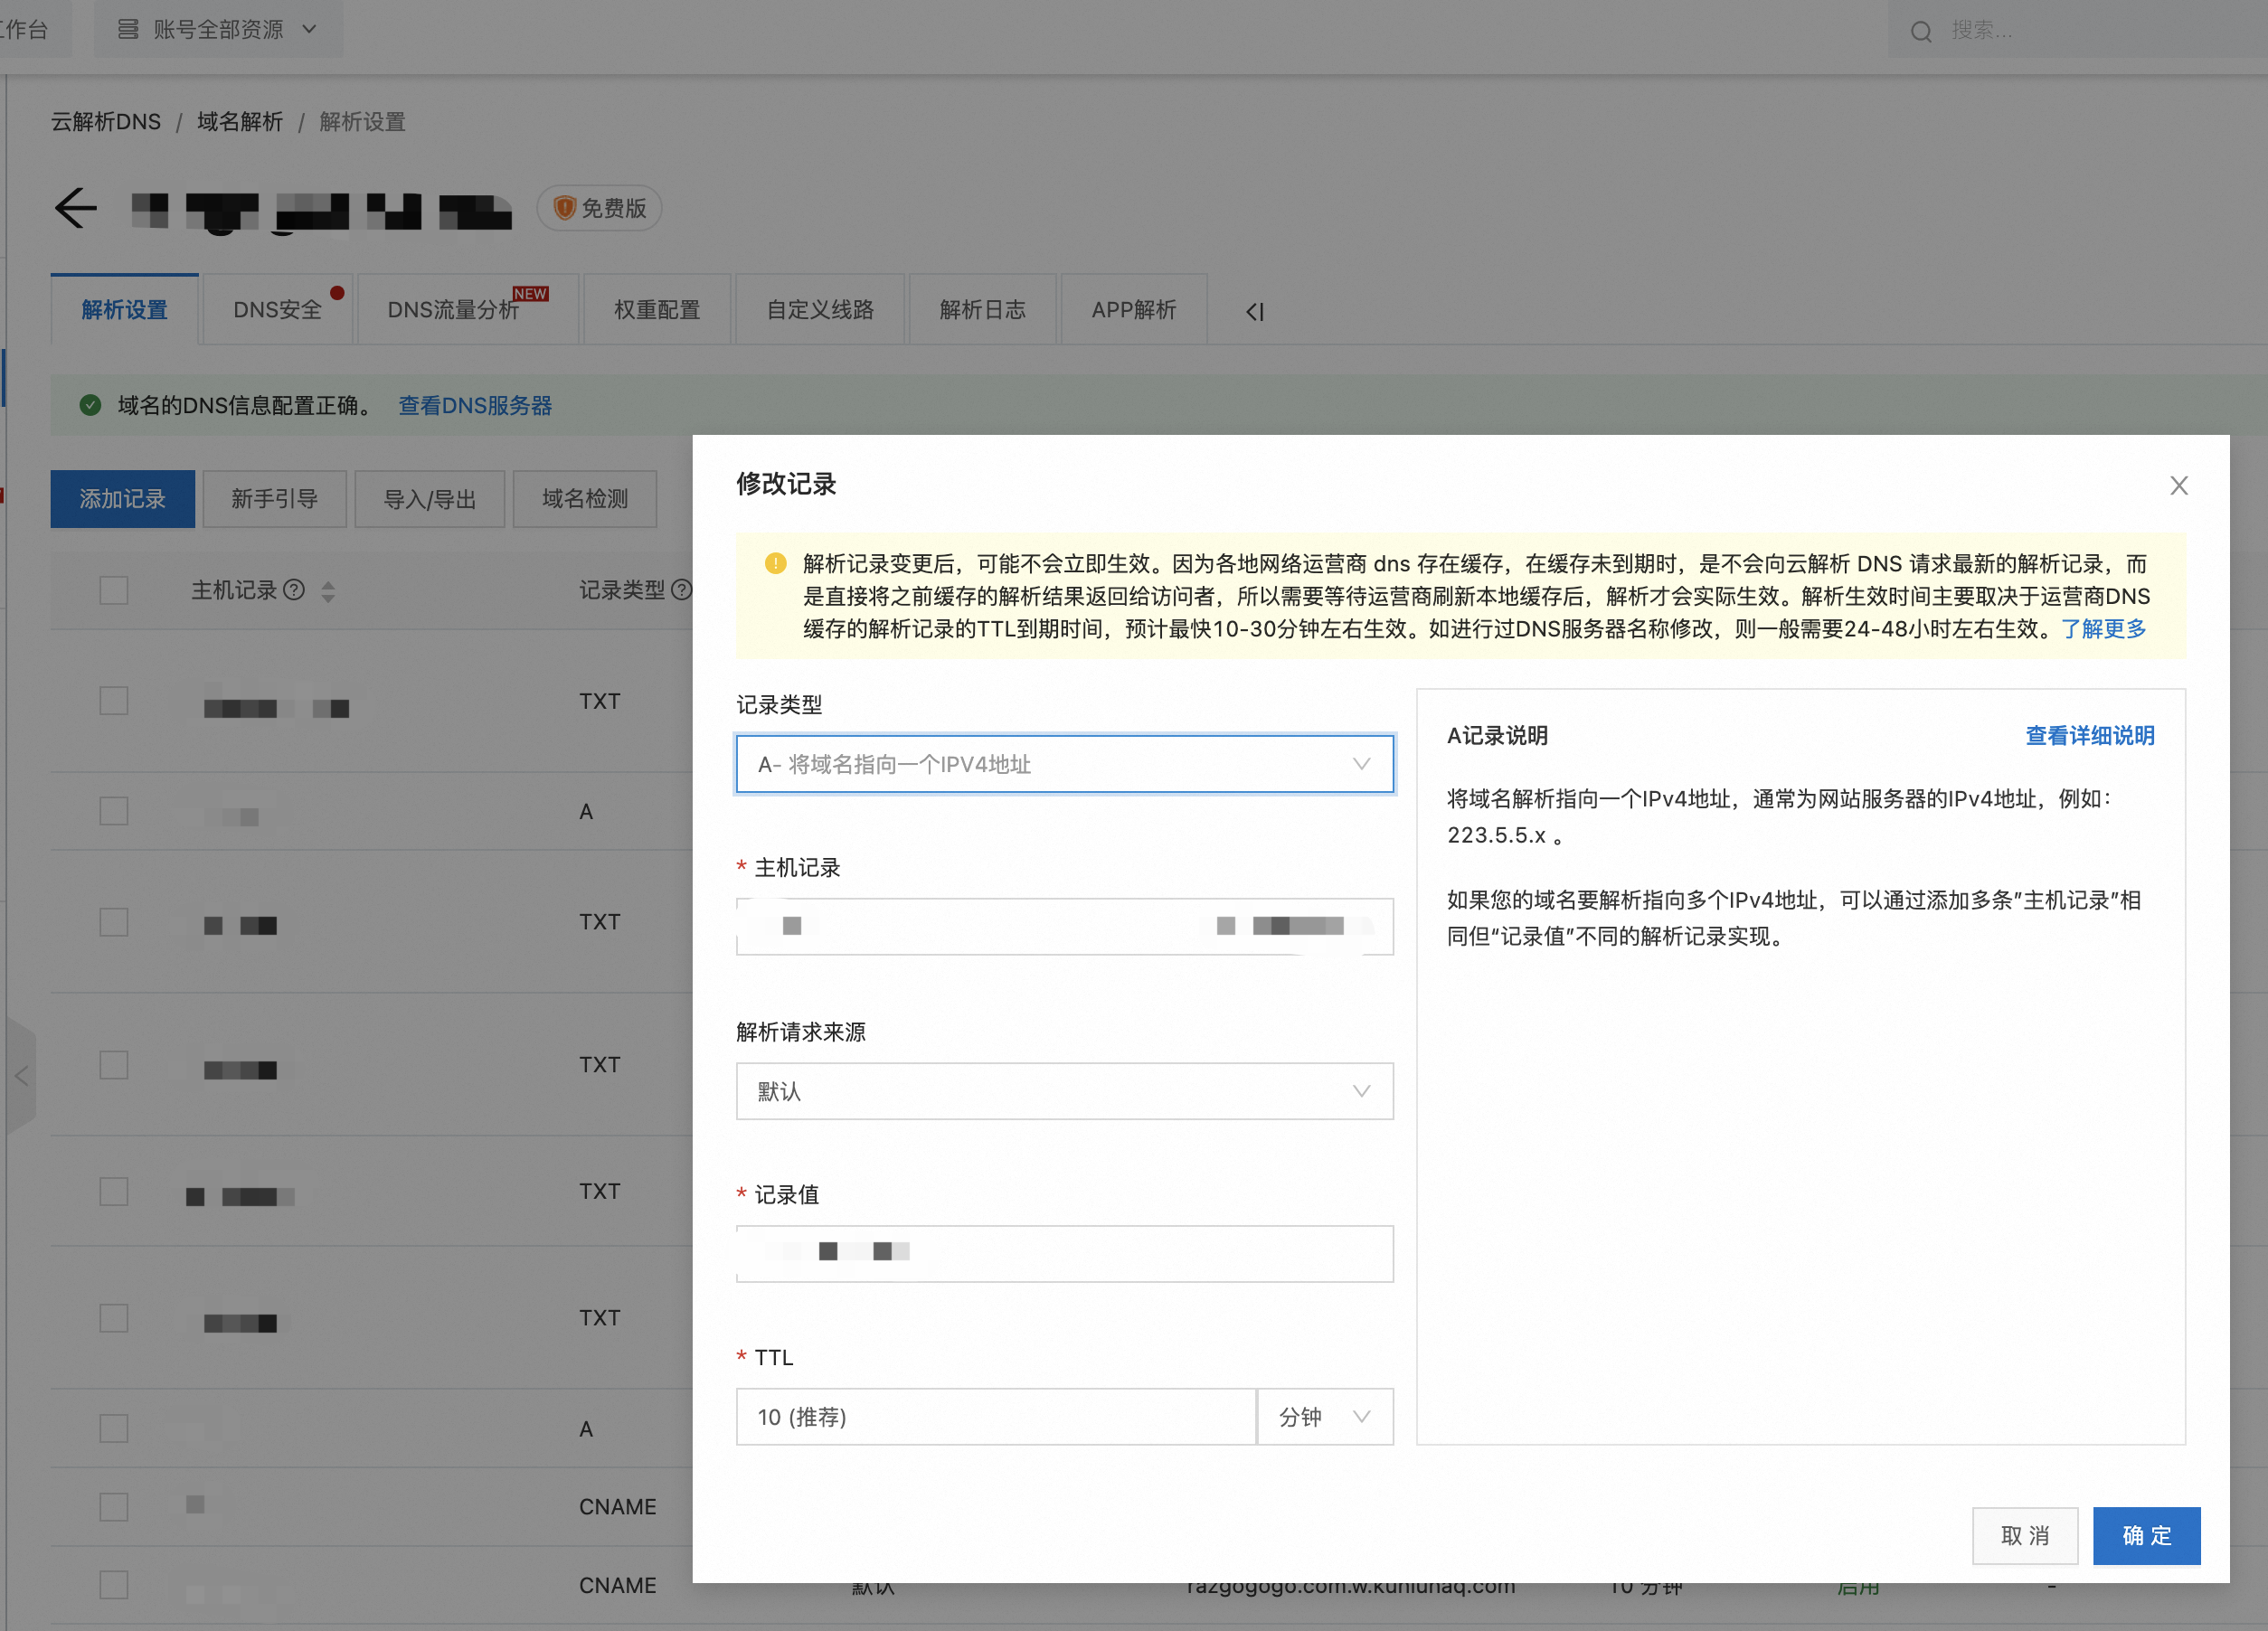 工作台
账号全部资源
搜索...
云解析DNS / 域名解析 / 解析设置
免费版
解析设置
DNS安全
DNS流量分析
NEW
权重配置
自定义线路
解析日志
APP解析
域名的DNS信息配置正确。 查看DNS服务器
添加记录
新手引导
导入/导出
域名检测
主机记录
记录类型
TXT
A
TXT
TXT
TXT
TXT
A
CNAME
CNAME 默认 razgogogo.com.w.kunlunaq.com 10 分钟 启用 -
修改记录
解析记录变更后，可能不会立即生效。因为各地网络运营商 dns 存在缓存，在缓存未到期时，是不会向云解析 DNS 请求最新的解析记录，而
是直接将之前缓存的解析结果返回给访问者，所以需要等待运营商刷新本地缓存后，解析才会实际生效。解析生效时间主要取决于运营商DNS
缓存的解析记录的TTL到期时间，预计最快10-30分钟左右生效。如进行过DNS服务器名称修改，则一般需要24-48小时左右生效。了解更多
记录类型
A- 将域名指向一个IPV4地址
* 主机记录
解析请求来源
默认
* 记录值
* TTL
10 (推荐)
分钟
A记录说明
查看详细说明
将域名解析指向一个IPv4地址，通常为网站服务器的IPv4地址，例如：
223.5.5.x 。
如果您的域名要解析指向多个IPv4地址，可以通过添加多条”主机记录”相
同但“记录值”不同的解析记录实现。
取 消
确 定